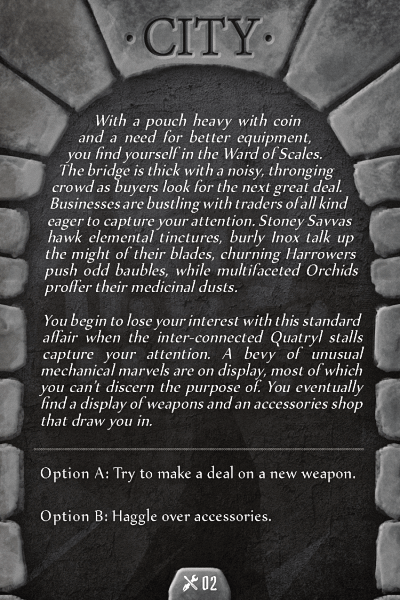 · CITY ·
With a pouch heavy with coin
and a need for better equipment,
you find yourself in the Ward of Scales.
The bridge is thick with a noisy, thronging
crowd as buyers look for the next great deal.
Businesses are bustling with traders of all kind
eager to capture your attention. Stoney Savvas
hawk elemental tinctures, burly Inox talk up
the might of their blades, churning Harrowers
push odd baubles, while multifaceted Orchids
proffer their medicinal dusts.
You begin to lose your interest with this standard
affair when the inter-connected Quatryl stalls
capture your attention. A bevy of unusual
mechanical marvels are on display, most of which
you can't discern the purpose of. You eventually
find a display of weapons and an accessories shop
that draw you in.
Option A: Try to make a deal on a new weapon.
Option B: Haggle over accessories.
02